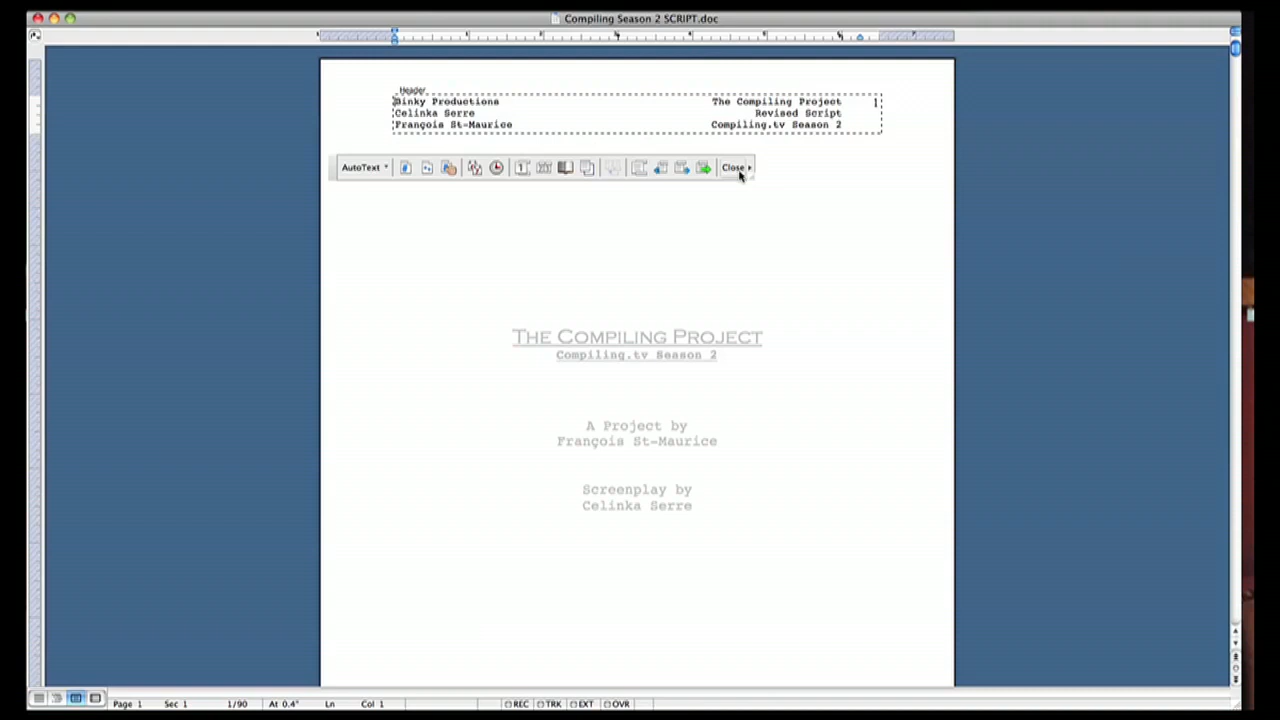 Compiling Season 2 SCRIPT.doc
Header
Binky Productions
The Compiling Project
1
Celinka Serre
Revised Script
François St-Maurice
Compiling.tv Season 2
AutoText
Close
The Compiling Project
Compiling.tv Season 2
A Project by
François St-Maurice
Screenplay by
Celinka Serre
Page 1 Sec 1 1/90 At 0.4" Ln Col 1 REC TRK EXT OVR